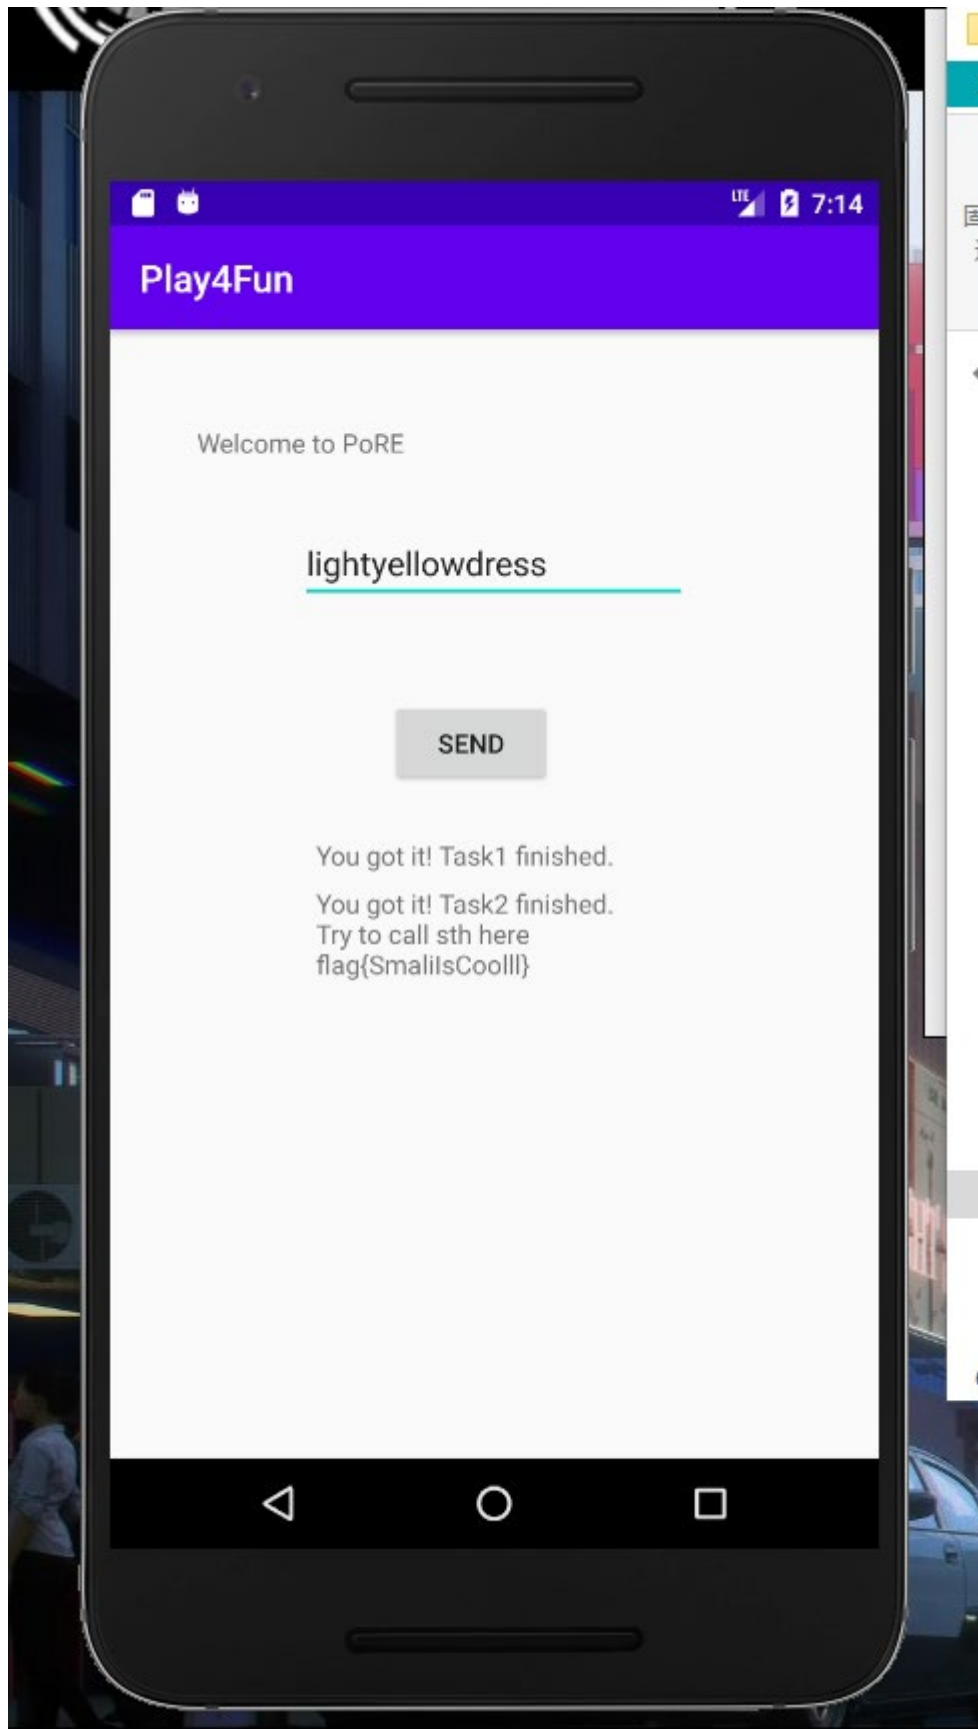 LTE 7:14
Play4Fun
Welcome to PoRE
lightyellowdress
SEND
You got it! Task1 finished.
You got it! Task2 finished.
Try to call sth here
flag{SmaliIsCoolll}